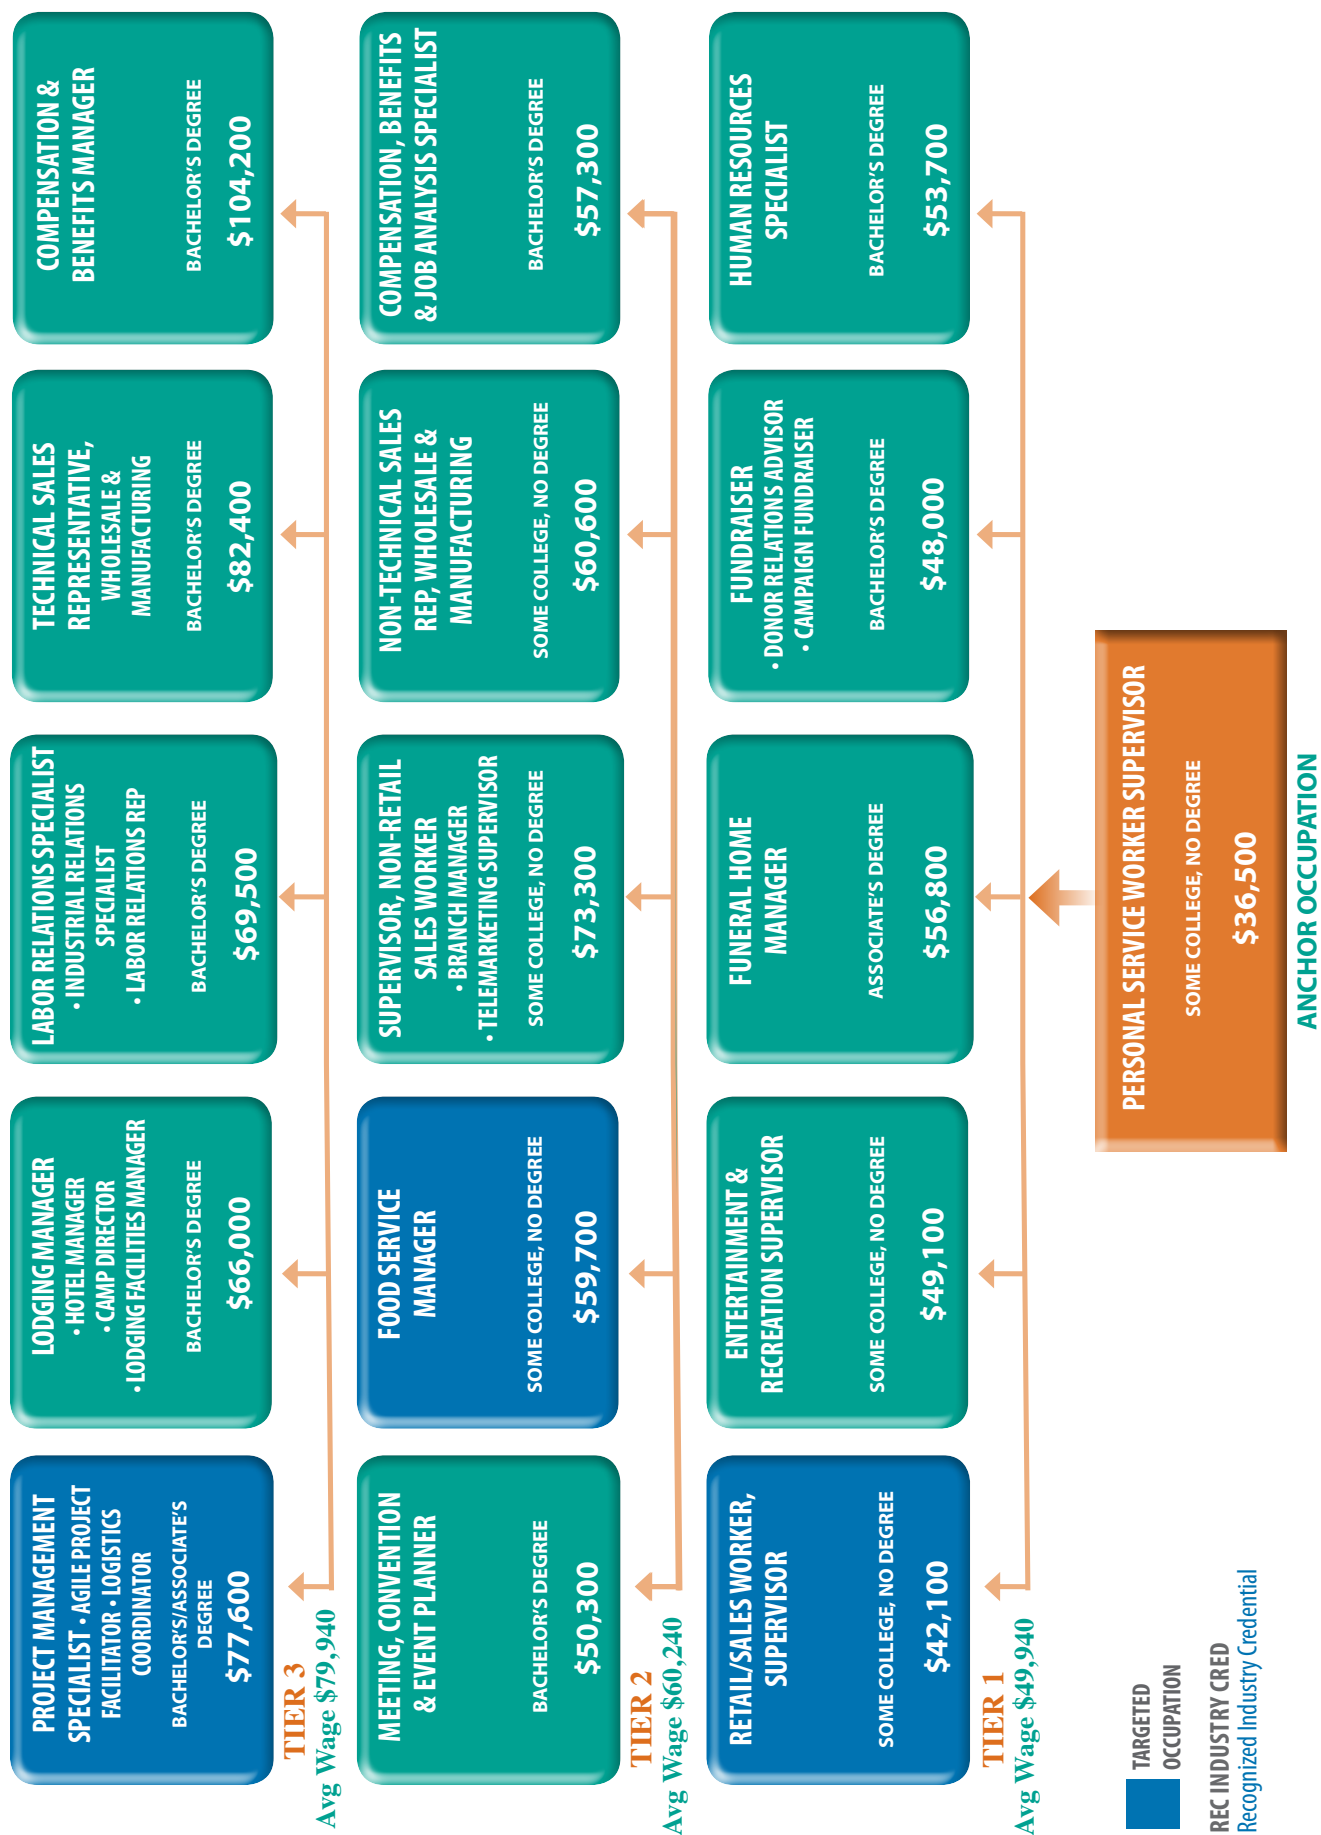 PROJECT MANAGEMENT
SPECIALIST • AGILE PROJECT
FACILITATOR • LOGISTICS
COORDINATOR
BACHELOR'S/ASSOCIATE'S
DEGREE
$77,600
LODGING MANAGER
• HOTEL MANAGER
• CAMP DIRECTOR
• LODGING FACILITIES MANAGER
BACHELOR'S DEGREE
$66,000
LABOR RELATIONS SPECIALIST
• INDUSTRIAL RELATIONS
SPECIALIST
• LABOR RELATIONS REP
BACHELOR'S DEGREE
$69,500
TECHNICAL SALES
REPRESENTATIVE,
WHOLESALE &
MANUFACTURING
BACHELOR'S DEGREE
$82,400
COMPENSATION &
BENEFITS MANAGER
BACHELOR'S DEGREE
$104,200
TIER 3
Avg Wage $79,940
MEETING, CONVENTION
& EVENT PLANNER
BACHELOR'S DEGREE
$50,300
FOOD SERVICE
MANAGER
SOME COLLEGE, NO DEGREE
$59,700
SUPERVISOR, NON-RETAIL
SALES WORKER
• BRANCH MANAGER
• TELEMARKETING SUPERVISOR
SOME COLLEGE, NO DEGREE
$73,300
NON-TECHNICAL SALES
REP, WHOLESALE &
MANUFACTURING
SOME COLLEGE, NO DEGREE
$60,600
COMPENSATION, BENEFITS
& JOB ANALYSIS SPECIALIST
BACHELOR'S DEGREE
$57,300
TIER 2
Avg Wage $60,240
RETAIL/SALES WORKER,
SUPERVISOR
SOME COLLEGE, NO DEGREE
$42,100
ENTERTAINMENT &
RECREATION SUPERVISOR
SOME COLLEGE, NO DEGREE
$49,100
FUNERAL HOME
MANAGER
ASSOCIATE'S DEGREE
$56,800
FUNDRAISER
• DONOR RELATIONS ADVISOR
• CAMPAIGN FUNDRAISER
BACHELOR'S DEGREE
$48,000
HUMAN RESOURCES
SPECIALIST
BACHELOR'S DEGREE
$53,700
TIER 1
Avg Wage $49,940
PERSONAL SERVICE WORKER SUPERVISOR
SOME COLLEGE, NO DEGREE
$36,500
ANCHOR OCCUPATION
TARGETED
OCCUPATION
REC INDUSTRY CRED
Recognized Industry Credential